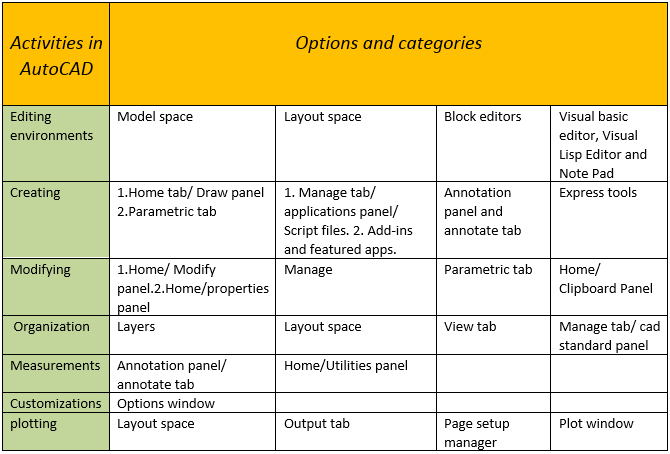 Activities in
AutoCAD
Options and categories
Editing
environments
Model space
Layout space
Block editors
Visual basic
editor, Visual
Lisp Editor and
Note Pad
Creating
1.Home tab/ Draw panel
2.Parametric tab
1. Manage tab/
applications panel/
Script files. 2. Add-ins
and featured apps.
Annotation
panel and
annotate tab
Express tools
Modifying
1.Home/ Modify
panel.2.Home/properties
panel
Manage
Parametric tab
Home/
Clipboard Panel
Organization
Layers
Layout space
View tab
Manage tab/ cad
standard panel
Measurements
Annotation panel/
annotate tab
Home/Utilities panel
Customizations
Options window
plotting
Layout space
Output tab
Page setup
manager
Plot window